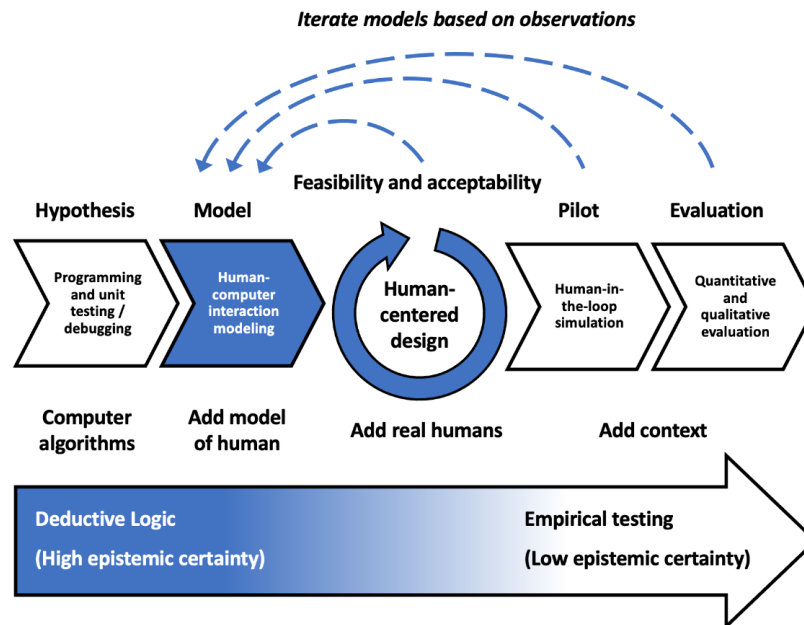 Iterate models based on observations
Feasibility and acceptability
Hypothesis
Model
Pilot
Evaluation
Programming
and unit
testing /
debugging
Human-
computer
interaction
modeling
Human-
centered
design
Human-in-
the-loop
simulation
Quantitative
and
qualitative
evaluation
Computer
algorithms
Add model
of human
Add real humans
Add context
Deductive Logic
(High epistemic certainty)
Empirical testing
(Low epistemic certainty)